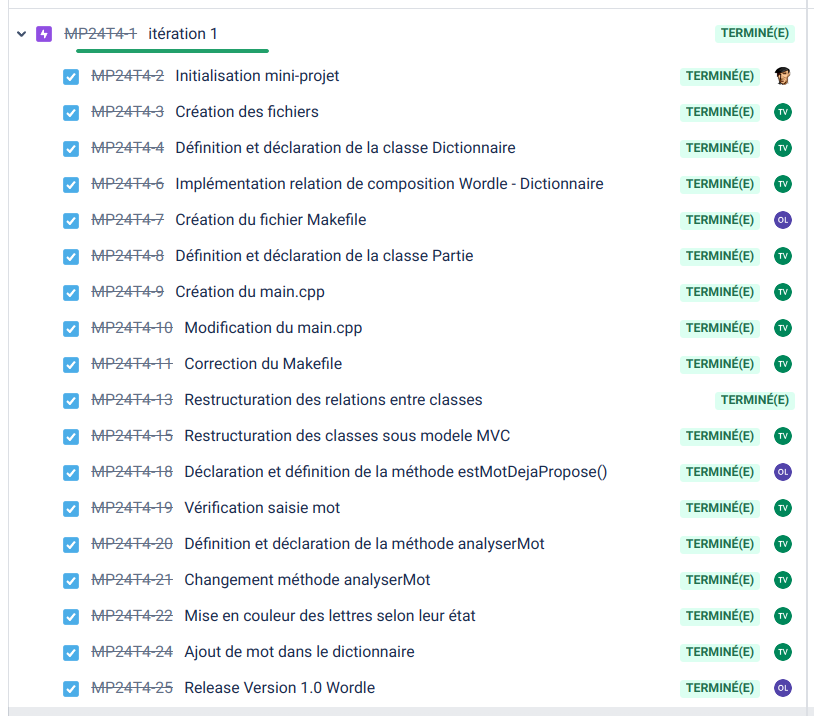 MP24T4-1 itération 1 TERMINÉ(E)
MP24T4-2 Initialisation mini-projet TERMINÉ(E)
MP24T4-3 Création des fichiers TERMINÉ(E) TV
MP24T4-4 Définition et déclaration de la classe Dictionnaire TERMINÉ(E) TV
MP24T4-6 Implémentation relation de composition Wordle - Dictionnaire TERMINÉ(E) TV
MP24T4-7 Création du fichier Makefile TERMINÉ(E) OL
MP24T4-8 Définition et déclaration de la classe Partie TERMINÉ(E) TV
MP24T4-9 Création du main.cpp TERMINÉ(E) TV
MP24T4-10 Modification du main.cpp TERMINÉ(E) TV
MP24T4-11 Correction du Makefile TERMINÉ(E) TV
MP24T4-13 Restructuration des relations entre classes TERMINÉ(E)
MP24T4-15 Restructuration des classes sous modele MVC TERMINÉ(E) TV
MP24T4-18 Déclaration et définition de la méthode estMotDejaPropose() TERMINÉ(E) OL
MP24T4-19 Vérification saisie mot TERMINÉ(E) TV
MP24T4-20 Définition et déclaration de la méthode analyserMot TERMINÉ(E) TV
MP24T4-21 Changement méthode analyserMot TERMINÉ(E) TV
MP24T4-22 Mise en couleur des lettres selon leur état TERMINÉ(E) TV
MP24T4-24 Ajout de mot dans le dictionnaire TERMINÉ(E) TV
MP24T4-25 Release Version 1.0 Wordle TERMINÉ(E) OL